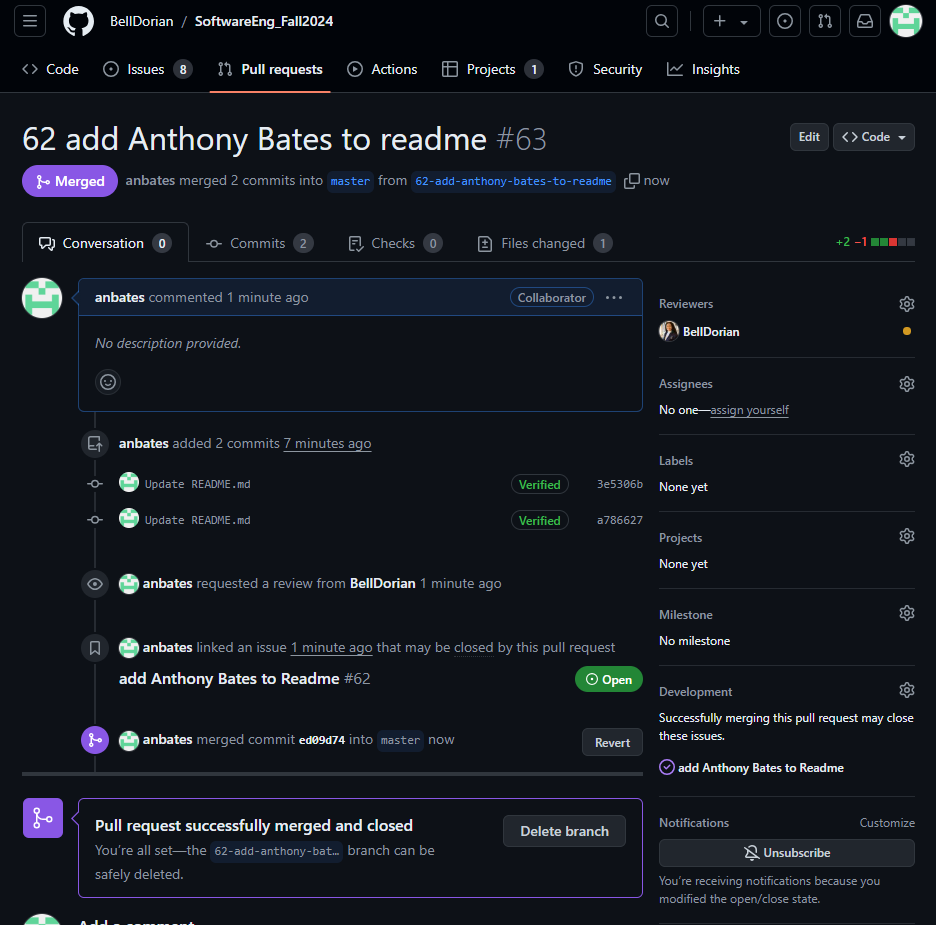 BellDorian / SoftwareEng_Fall2024
Code Issues 8 Pull requests Actions Projects 1 Security Insights
62 add Anthony Bates to readme #63
Edit Code
Merged anbates merged 2 commits into master from 62-add-anthony-bates-to-readme now
Conversation 0 Commits 2 Checks 0 Files changed 1 +2 −1
anbates commented 1 minute ago Collaborator ...
No description provided.
anbates added 2 commits 7 minutes ago
Update README.md Verified 3e5306b
Update README.md Verified a786627
anbates requested a review from BellDorian 1 minute ago
anbates linked an issue 1 minute ago that may be closed by this pull request
add Anthony Bates to Readme #62 Open
anbates merged commit ed09d74 into master now Revert
Pull request successfully merged and closed
You're all set—the 62-add-anthony-bat… branch can be
safely deleted.
Delete branch
Add a comment
Reviewers
BellDorian
Assignees
No one—assign yourself
Labels
None yet
Projects
None yet
Milestone
No milestone
Development
Successfully merging this pull request may close
these issues.
add Anthony Bates to Readme
Notifications Customize
Unsubscribe
You're receiving notifications because you
modified the open/close state.